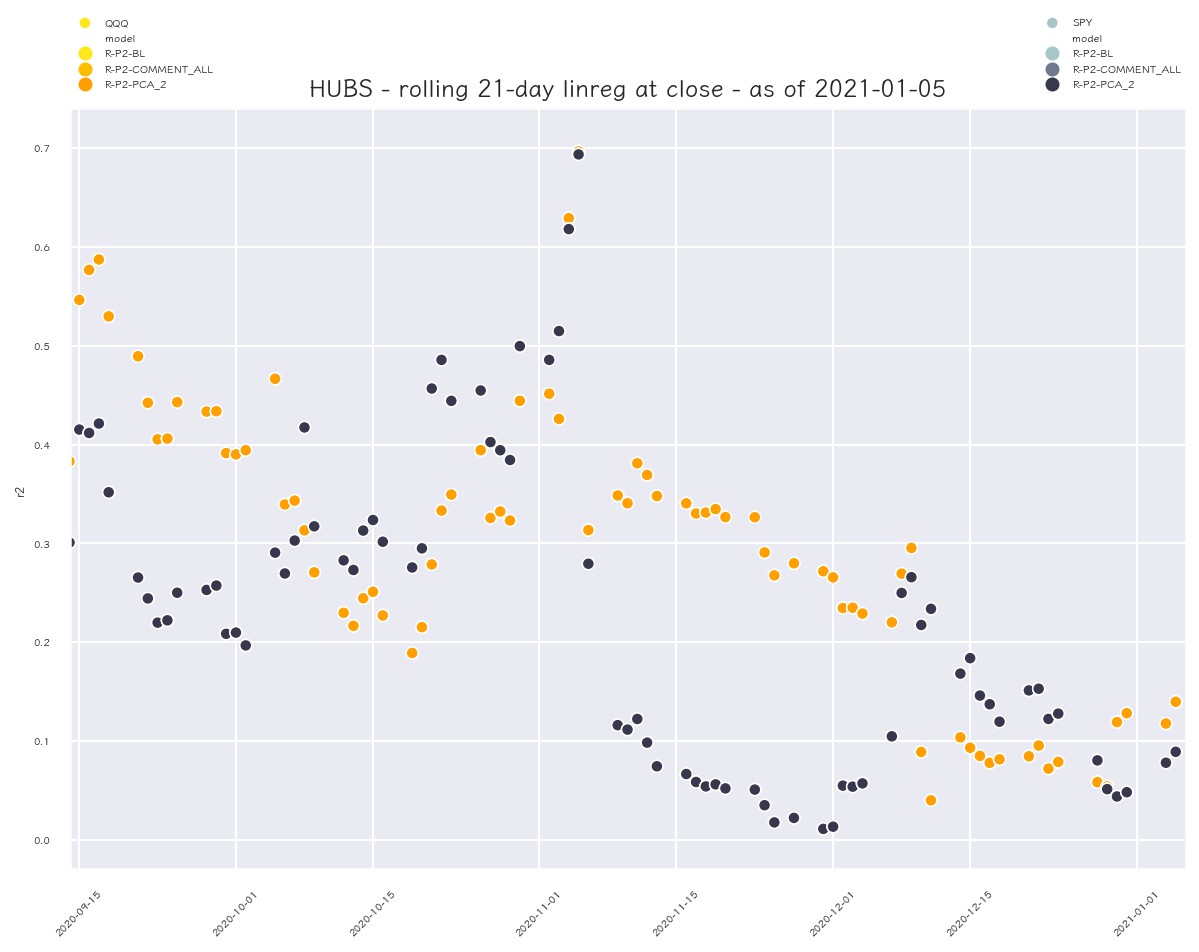 QQQ
model
R-P2-BL
R-P2-COMMENT_ALL
R-P2-PCA_2
SPY
model
R-P2-BL
R-P2-COMMENT_ALL
R-P2-PCA_2
HUBS - rolling 21-day linreg at close - as of 2021-01-05
0.7
0.6
0.5
0.4
0.3
0.2
0.1
0.0
r2
2020-09-15
2020-10-01
2020-10-15
2020-11-01
2020-11-15
2020-12-01
2020-12-15
2021-01-01